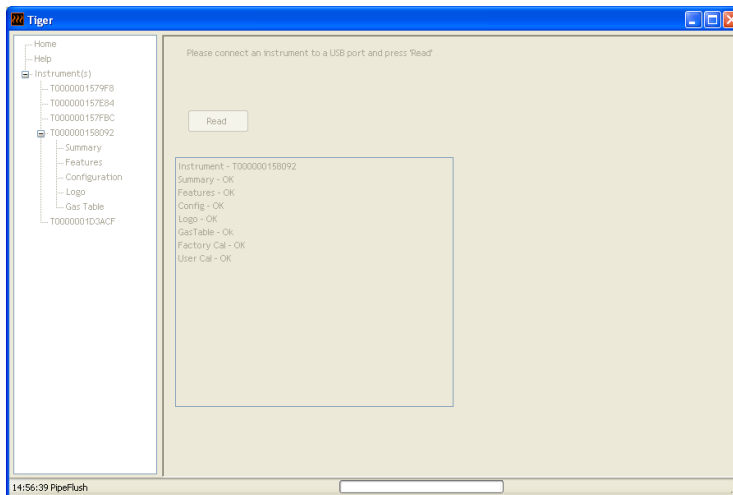 Tiger
Home
Help
Instrument(s)
T0000001579F8
T000000157E84
T000000157FBC
T000000158092
Summary
Features
Configuration
Logo
Gas Table
T0000001D3ACF
Please connect an instrument to a USB port and press 'Read'
Read
Instrument - T000000158092
Summary - OK
Features - OK
Config - OK
Logo - OK
GasTable - Ok
Factory Cal - OK
User Cal - OK
14:56:39 PipeFlush